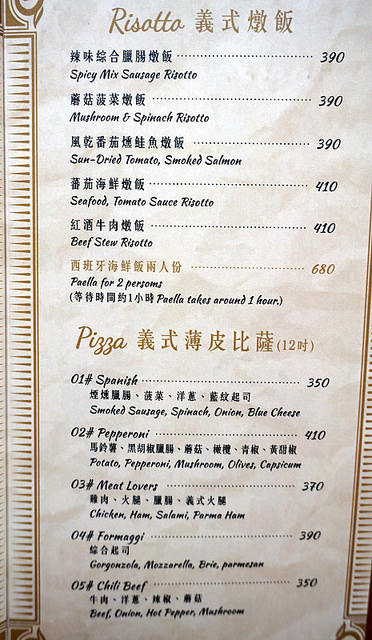 Risotto 義式燉飯
辣味綜合臘腸燉飯 390
Spicy Mix Sausage Risotto
蘑菇菠菜燉飯 390
Mushroom & Spinach Risotto
風乾番茄燻鮭魚燉飯 390
Sun-Dried Tomato, Smoked Salmon
蕃茄海鮮燉飯 410
Seafood, Tomato Sauce Risotto
紅酒牛肉燉飯 410
Beef Stew Risotto
西班牙海鮮飯兩人份 680
Paella for 2 persoms
(等待時間約1小時 Paella takes around 1 hour.)
Pizza 義式薄皮比薩(12吋)
01# Spanish 350
煙燻臘腸、菠菜、洋蔥、藍紋起司
Smoked Sausage, Spinach, Onion, Blue Cheese
02# Pepperoni 410
馬鈴薯、黑胡椒臘腸、蘑菇、橄欖、青椒、黃甜椒
Potato, Pepperoni, Mushroom, Olives, Capsicum
03# Meat Lovers 370
雞肉、火腿、臘腸、義式火腿
Chicken, Ham, Salami, Parma Ham
04# Formaggi 390
綜合起司
Gorgonzola, Mozzarella, Brie, parmesan
05# Chili Beef 350
牛肉、洋蔥、辣椒、蘑菇
Beef, Onion, Hot Pepper, Mushroom